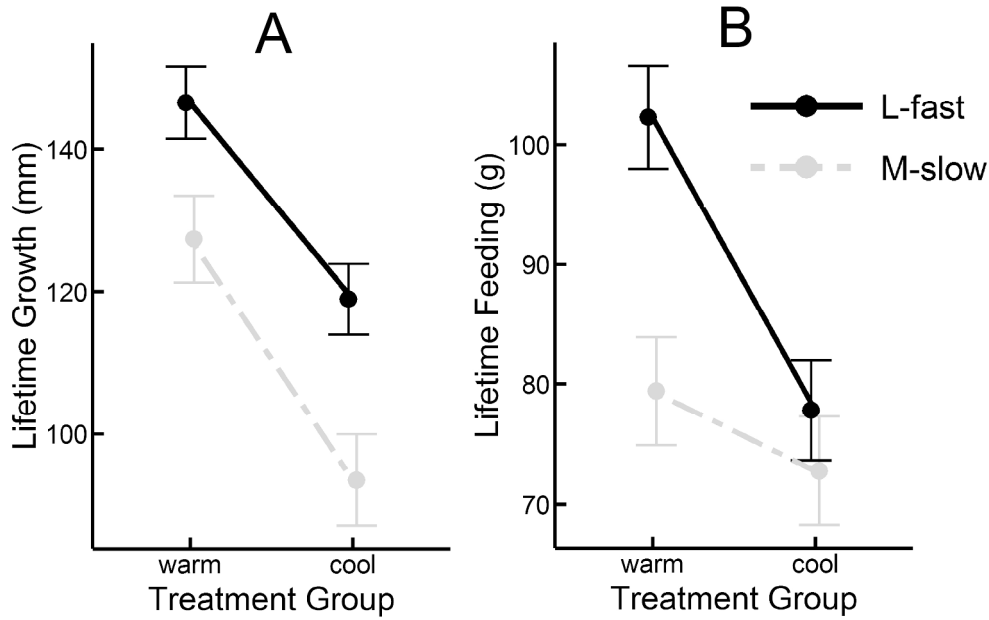 A
Lifetime Growth (mm)
140
120
100
warm
cool
Treatment Group
B
Lifetime Feeding (g)
100
90
80
70
warm
cool
Treatment Group
L-fast
M-slow